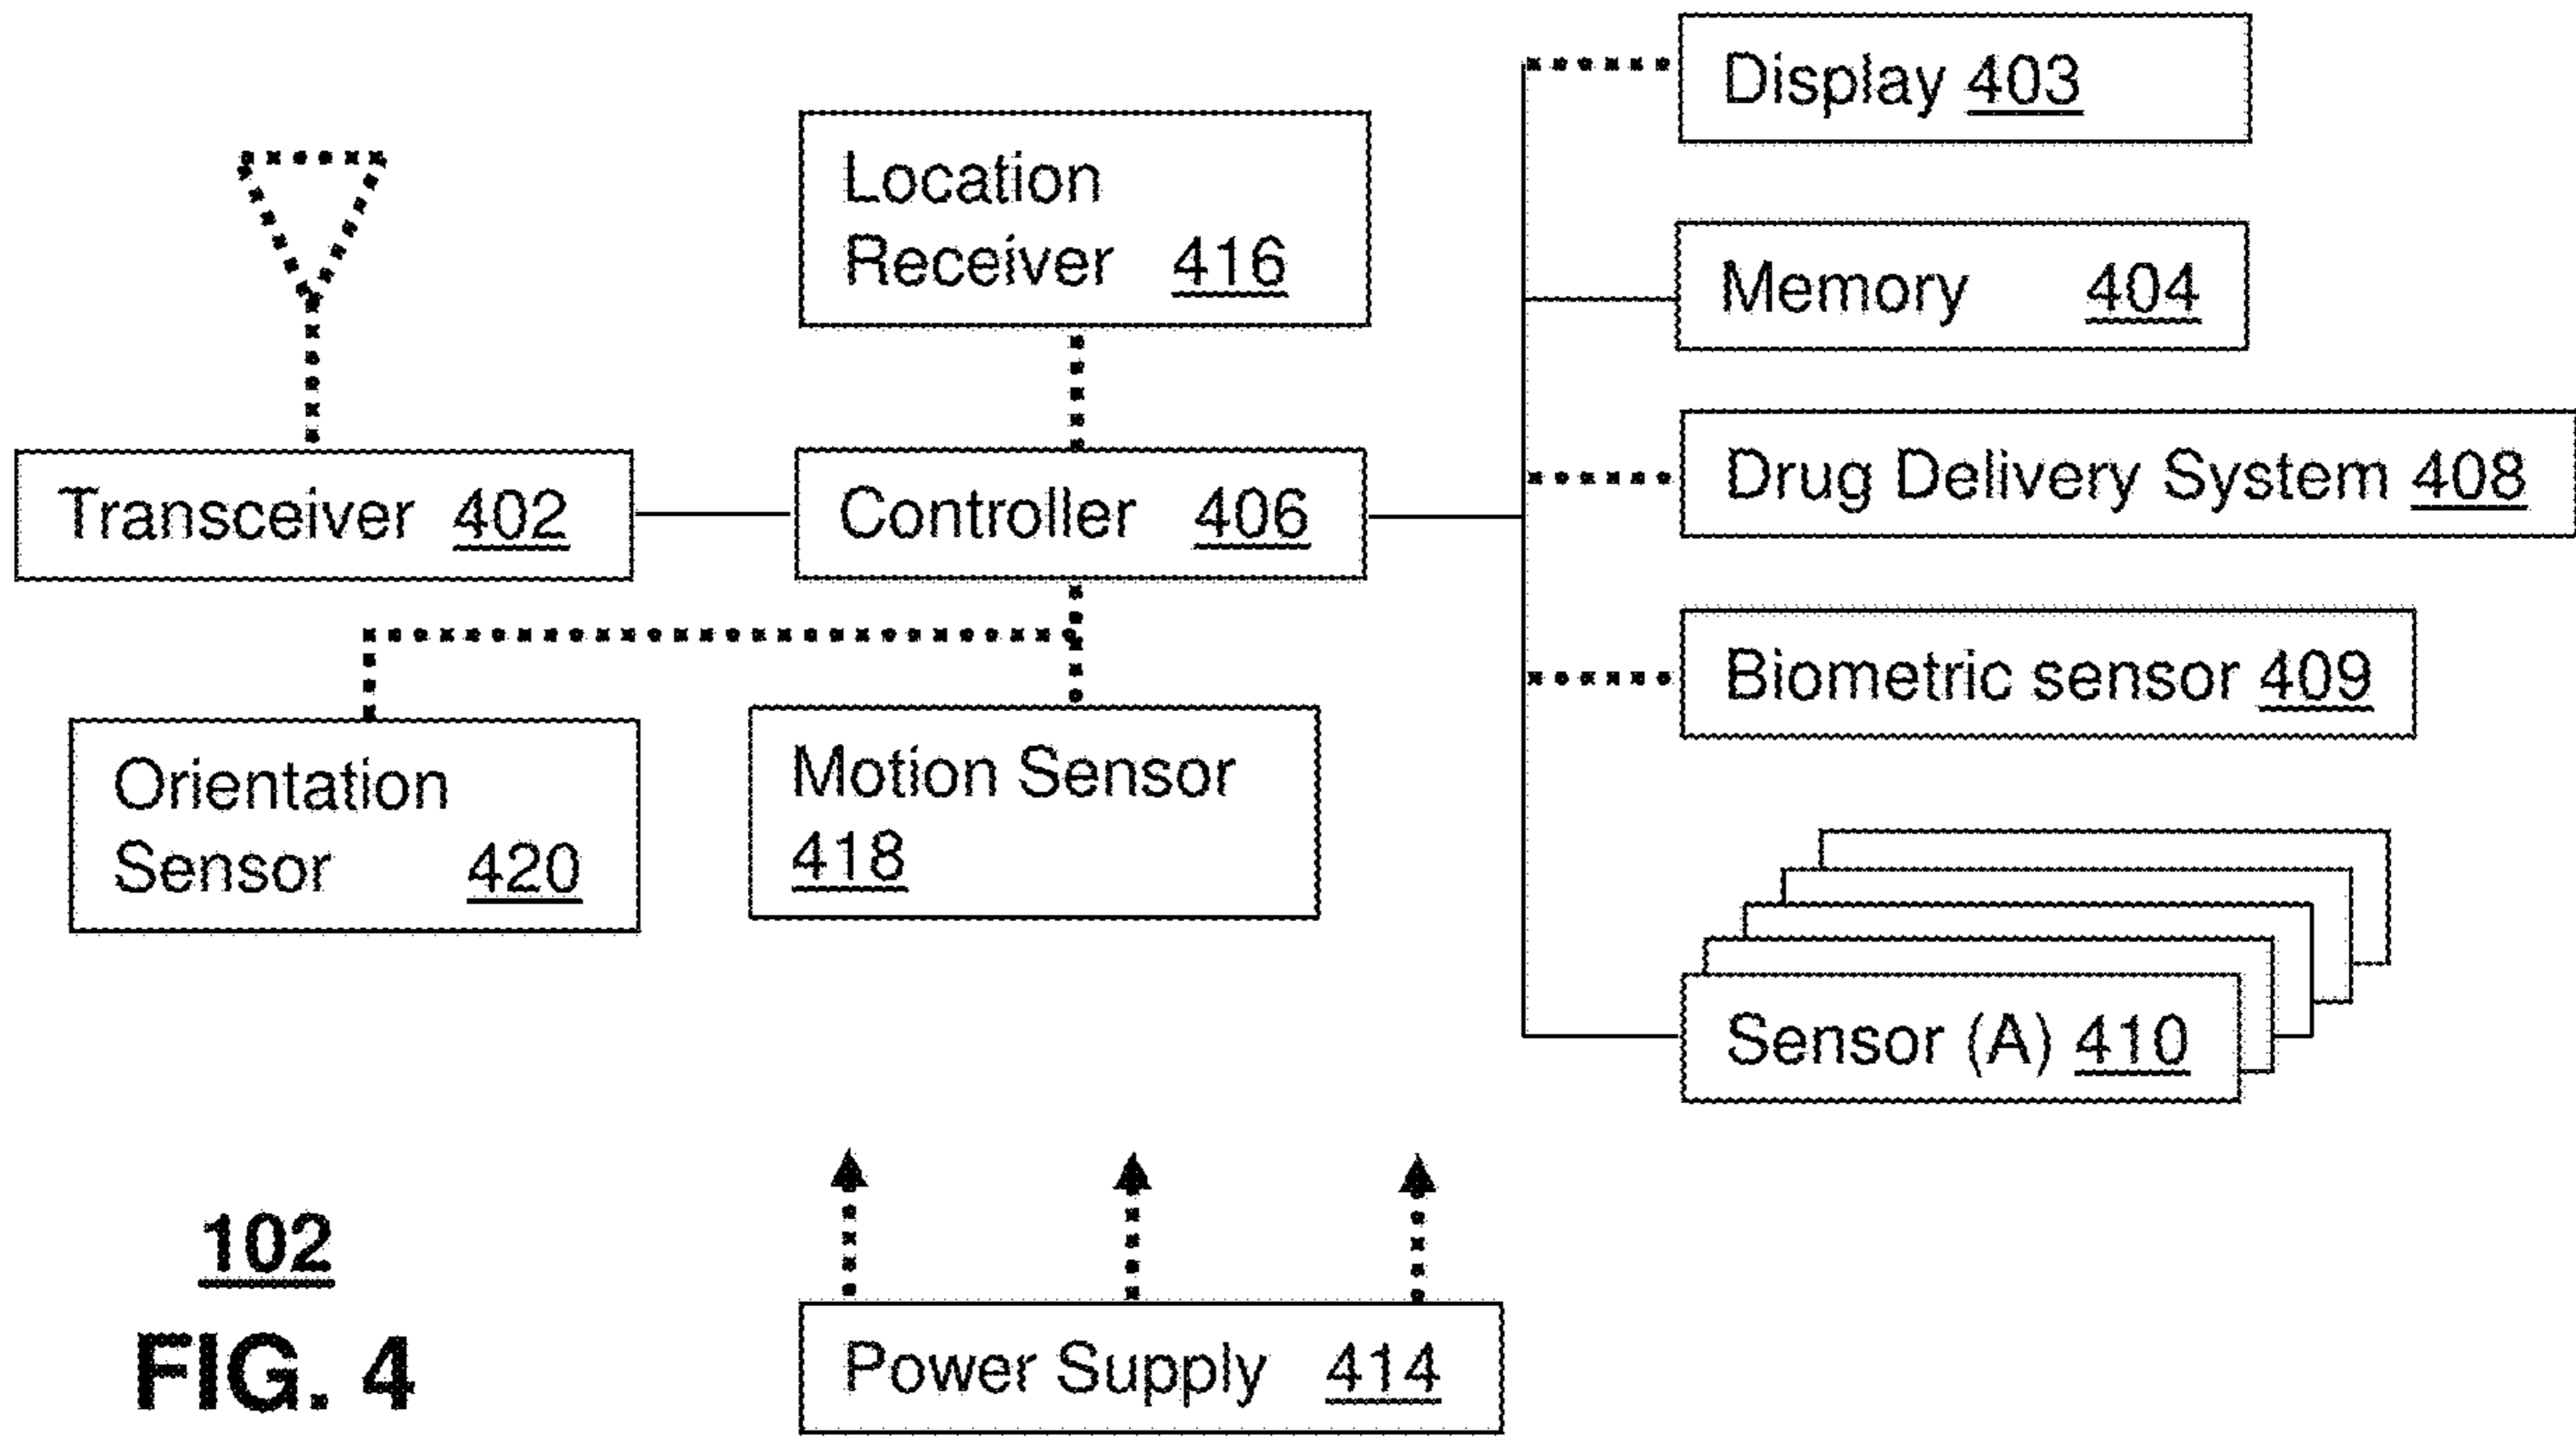 Display 403
Location
Receiver 416
Memory 404
Transceiver 402
Controller 406
Drug Delivery System 408
Biometric sensor 409
Orientation
Sensor 420
Motion Sensor
418
Sensor (A) 410
Power Supply 414
102
FIG. 4